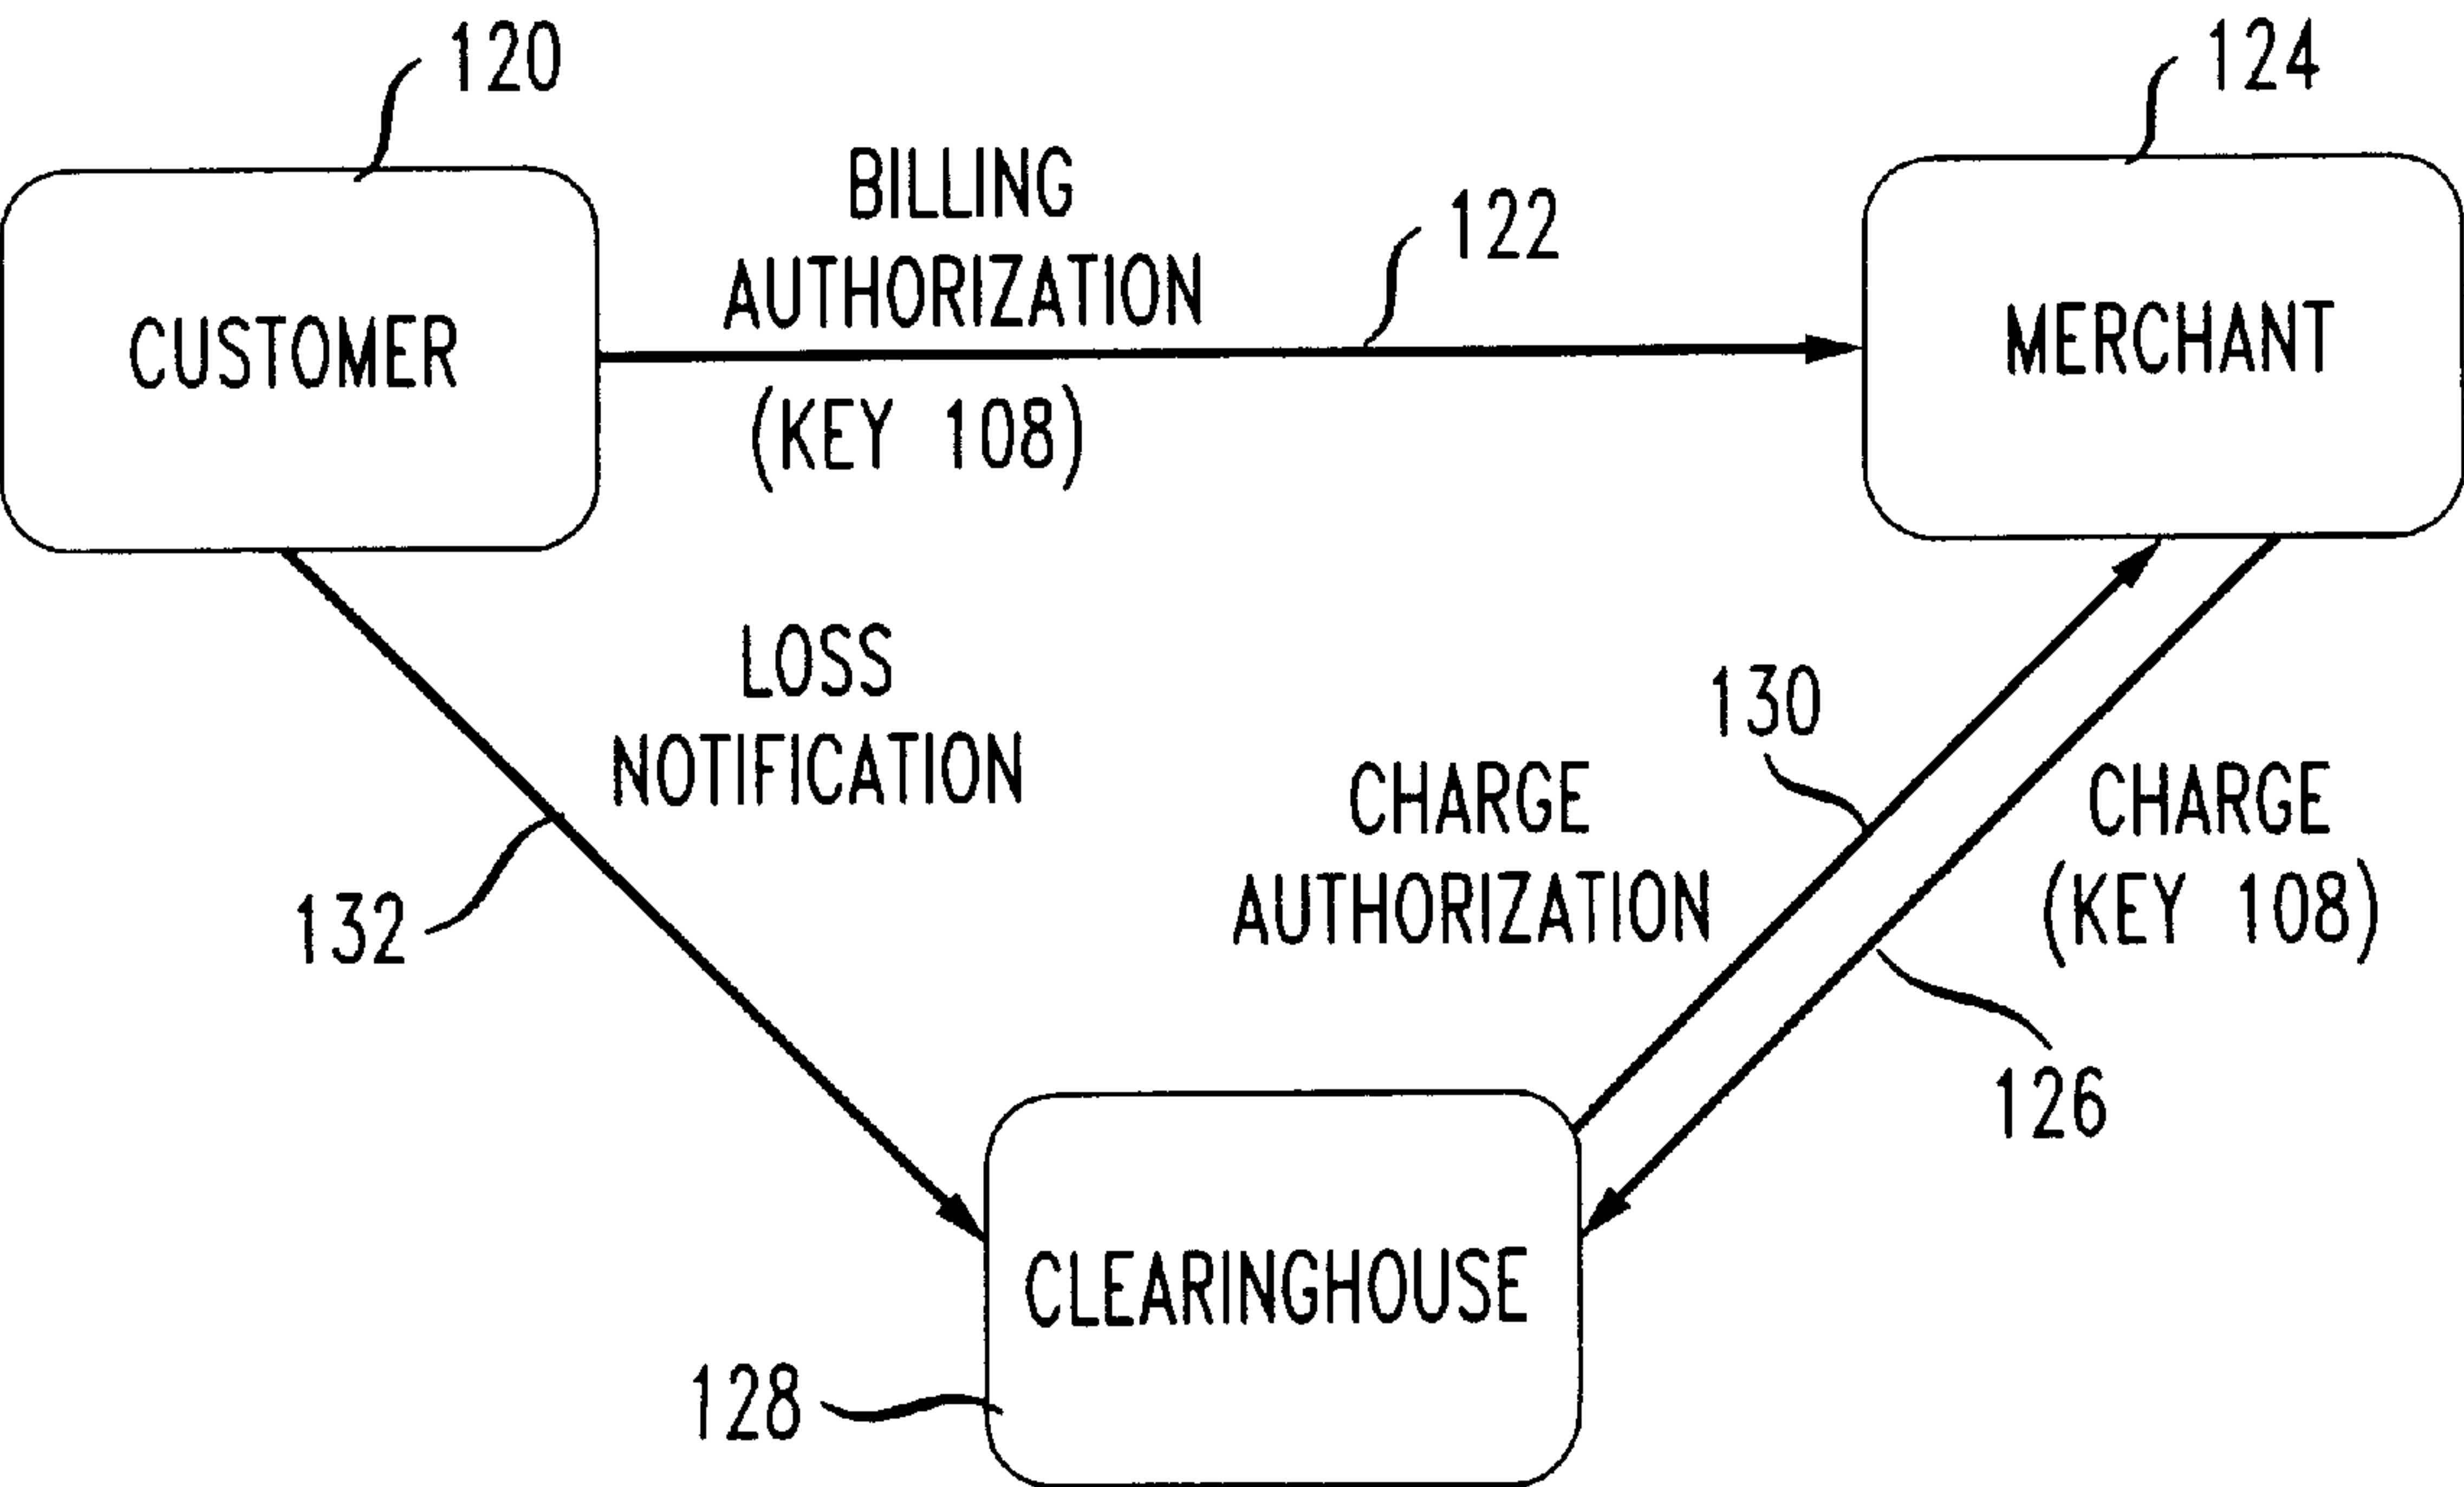 120
124
BILLING
AUTHORIZATION
122
CUSTOMER
MERCHANT
(KEY 108)
LOSS
NOTIFICATION
130
CHARGE
AUTHORIZATION
CHARGE
(KEY 108)
132
126
CLEARINGHOUSE
128